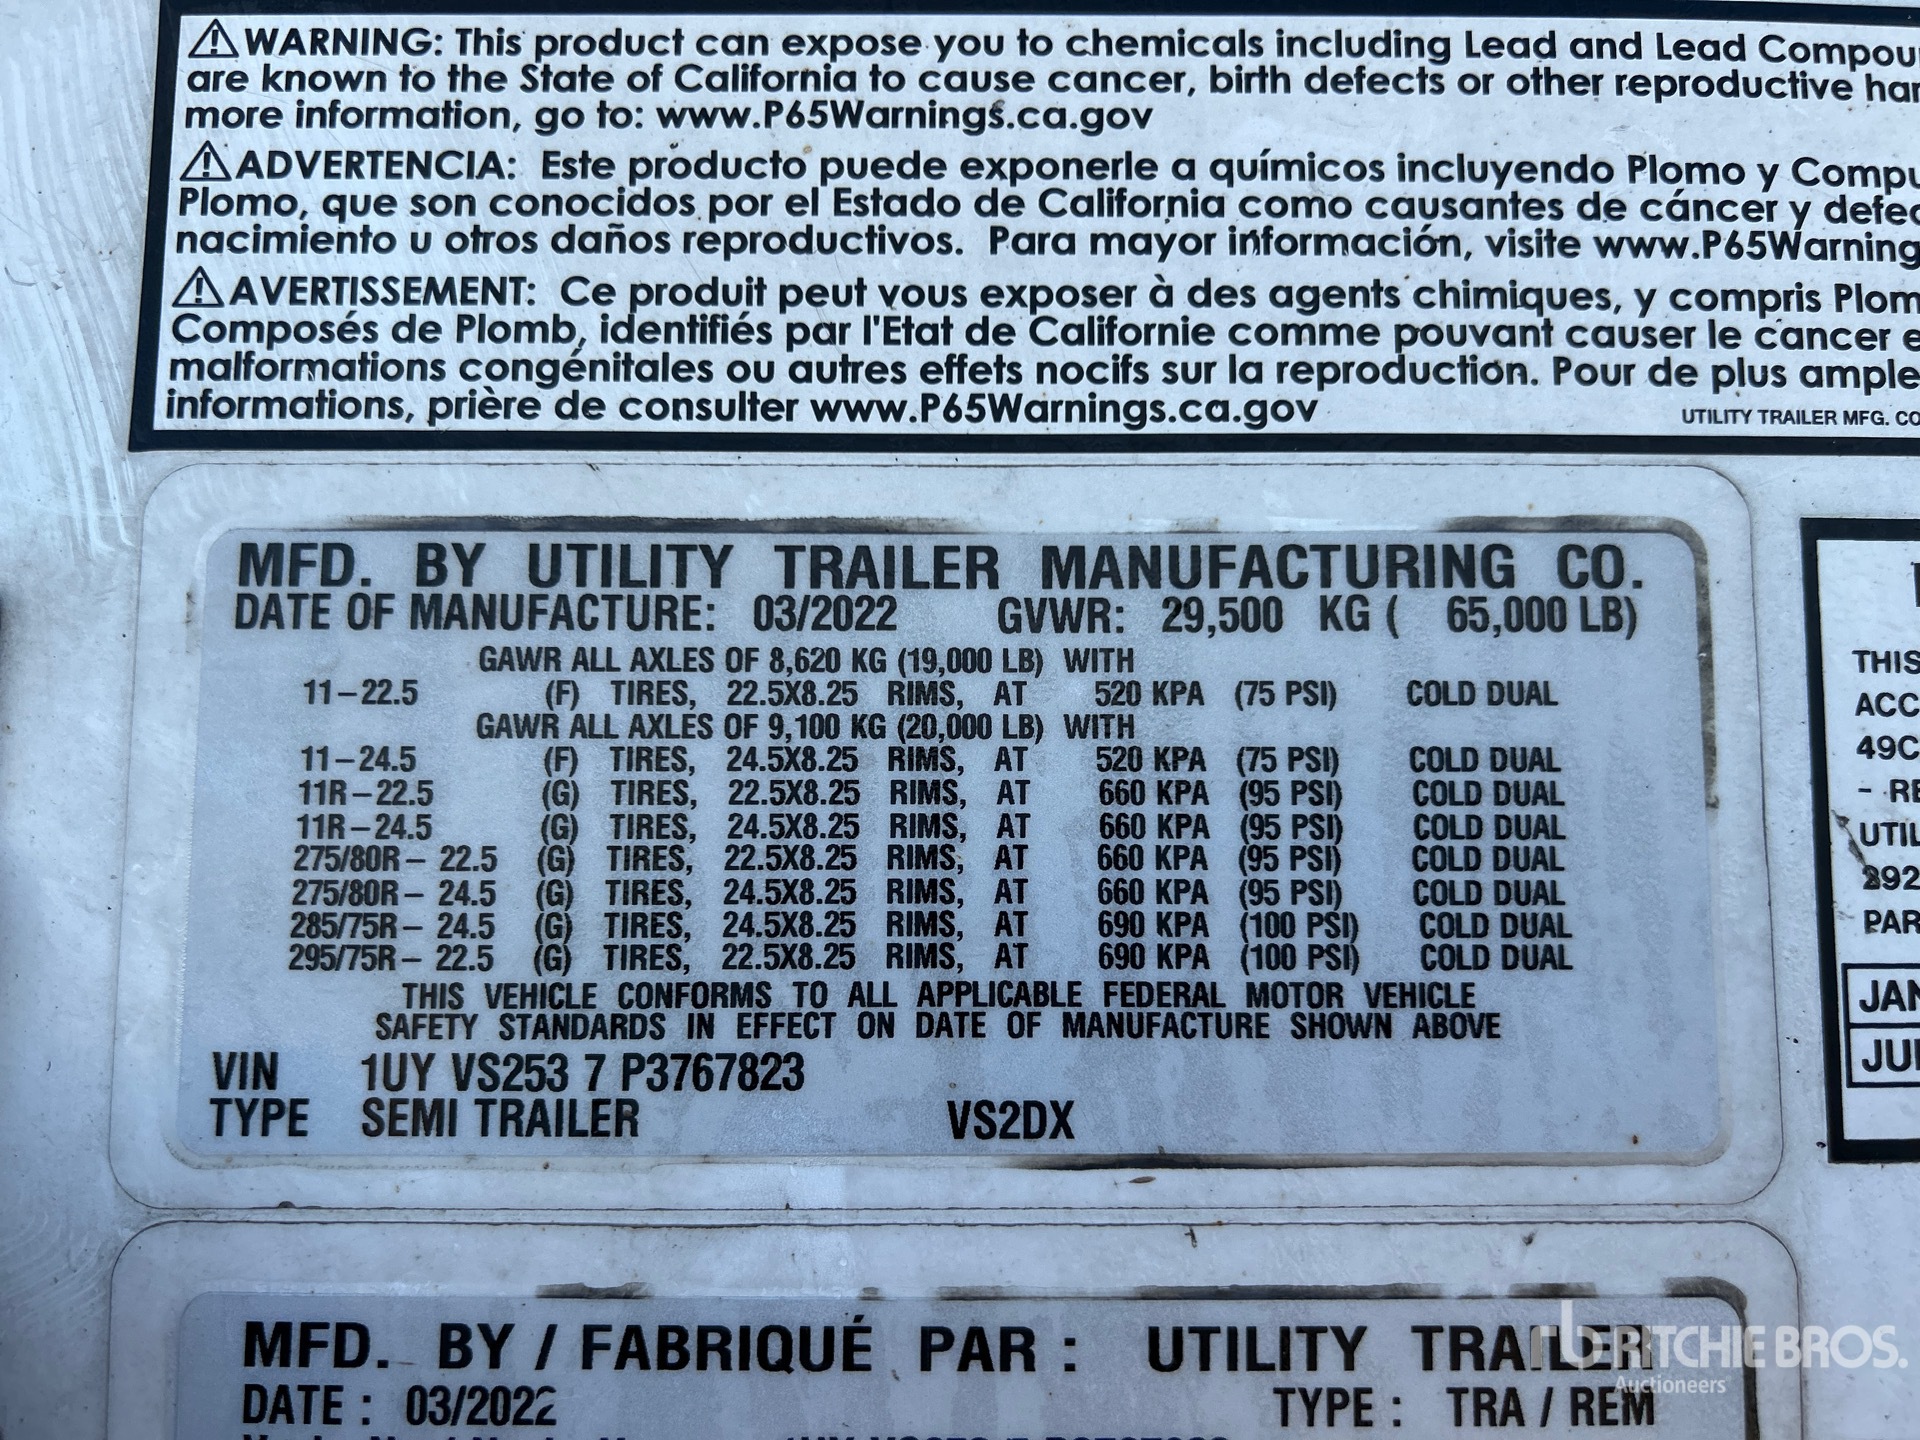 ⚠WARNING: This product can expose you to chemicals including Lead and Lead
are known to the State of California to cause cancer, birth defects or other reproductive
more information, go to: www.P65Warnings.ca.gov
⚠ADVERTENCIA: Este producto puede exponerle a químicos incluyendo Plomo y
Plomo, que son conocidos por el Estado de California como causantes de cáncer y
nacimiento u otros daños reproductivos. Para mayor información, visite
⚠AVERTISSEMENT: Ce produit peut vous exposer à des agents chimiques, y compris
Composés de Plomb, identifiés par l'Etat de Californie comme pouvant causer le cancer
malformations congénitales ou autres effets nocifs sur la reproduction. Pour de plus
informations, prière de consulter www.P65Warnings.ca.gov
UTILITY TRAILER MFG. CO
MFD. BY UTILITY TRAILER MANUFACTURING CO.
DATE OF MANUFACTURE: 03/2022 GVWR: 29,500 KG ( 65,000 LB)
GAWR ALL AXLES OF 8,620 KG (19,000 LB) WITH
11-22.5 (F) TIRES, 22.5X8.25 RIMS, AT 520 KPA (75 PSI) COLD DUAL
GAWR ALL AXLES OF 9,100 KG (20,000 LB) WITH
11-24.5 (F) TIRES, 24.5X8.25 RIMS, AT 520 KPA (75 PSI) COLD DUAL
11R-22.5 (G) TIRES, 22.5X8.25 RIMS, AT 660 KPA (95 PSI) COLD DUAL
11R-24.5 (G) TIRES, 24.5X8.25 RIMS, AT 660 KPA (95 PSI) COLD DUAL
275/80R- 22.5 (G) TIRES, 22.5X8.25 RIMS, AT 660 KPA (95 PSI) COLD DUAL
275/80R- 24.5 (G) TIRES, 24.5X8.25 RIMS, AT 660 KPA (95 PSI) COLD DUAL
285/75R- 24.5 (G) TIRES, 24.5X8.25 RIMS, AT 690 KPA (100 PSI) COLD DUAL
295/75R- 22.5 (G) TIRES, 22.5X8.25 RIMS, AT 690 KPA (100 PSI) COLD DUAL
THIS VEHICLE CONFORMS TO ALL APPLICABLE FEDERAL MOTOR VEHICLE
SAFETY STANDARDS IN EFFECT ON DATE OF MANUFACTURE SHOWN ABOVE
VIN 1UY VS253 7 P3767823
TYPE SEMI TRAILER VS2DX
THIS
ACC
49C
- RE
UTIL
292
PAR
JAN
JUL
MFD. BY / FABRIQUÉ PAR : UTILITY TRAILER
DATE : 03/2022 TYPE : TRA / REM
RITCHIE BROS.
Auctioneers